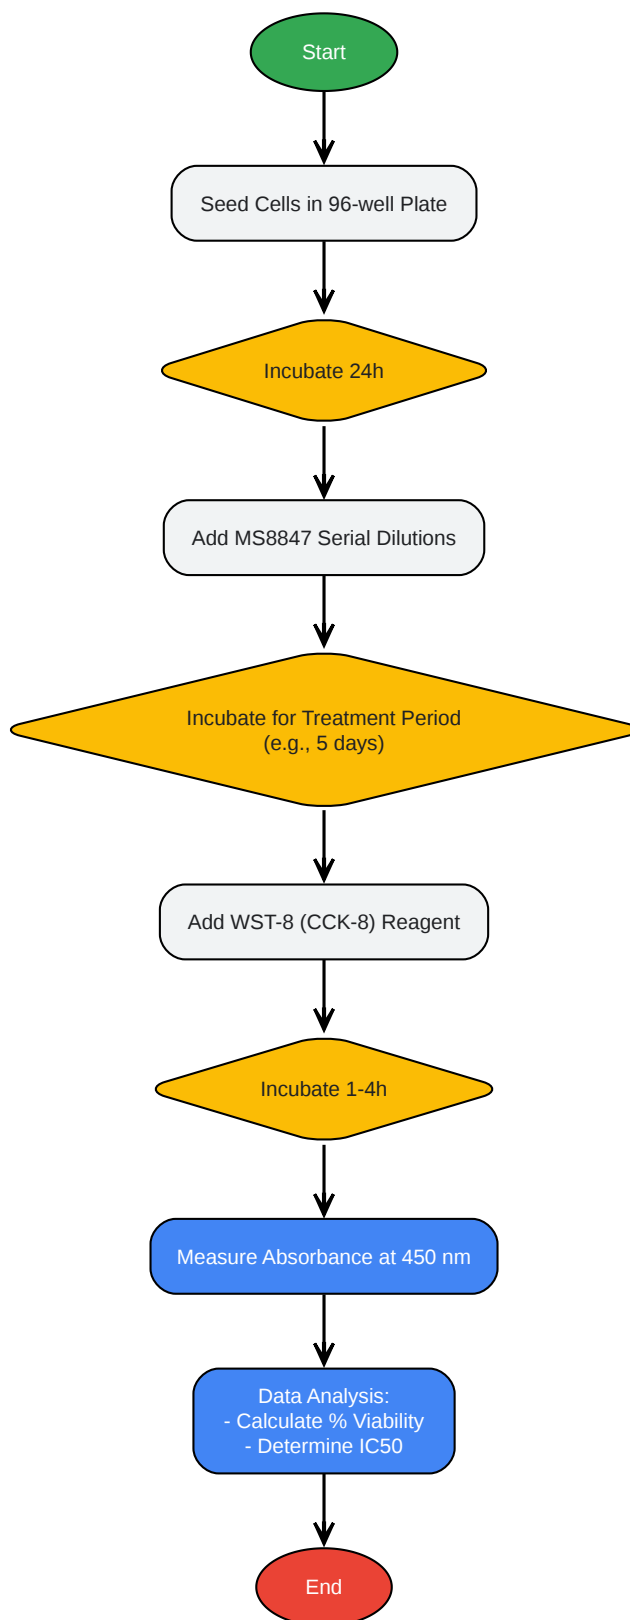 Start
Seed Cells in 96-well Plate
Incubate 24h
Add MS8847 Serial Dilutions
Incubate for Treatment Period
(e.g., 5 days)
Add WST-8 (CCK-8) Reagent
Incubate 1-4h
Measure Absorbance at 450 nm
Data Analysis:
- Calculate % Viability
- Determine IC50
End